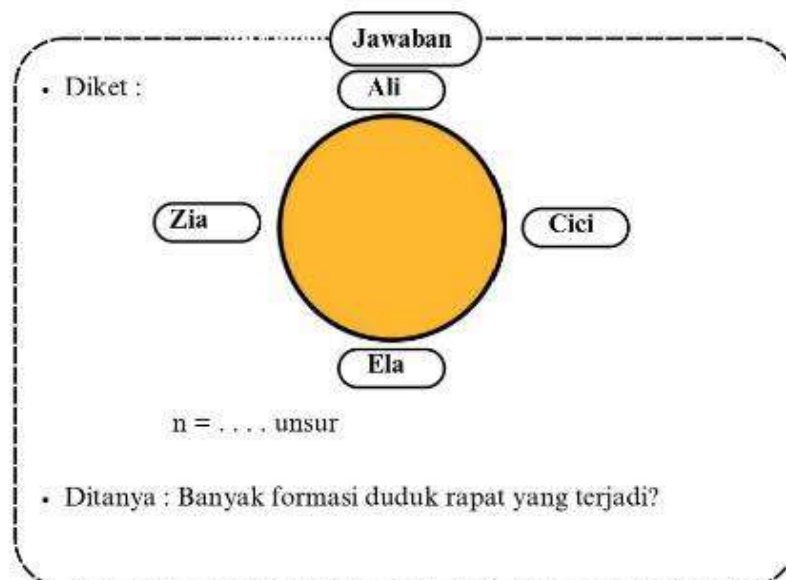 Jawaban
• Diket :
Ali
Zia
Cici
Ela
n = . . . . unsur
• Ditanya : Banyak formasi duduk rapat yang terjadi?